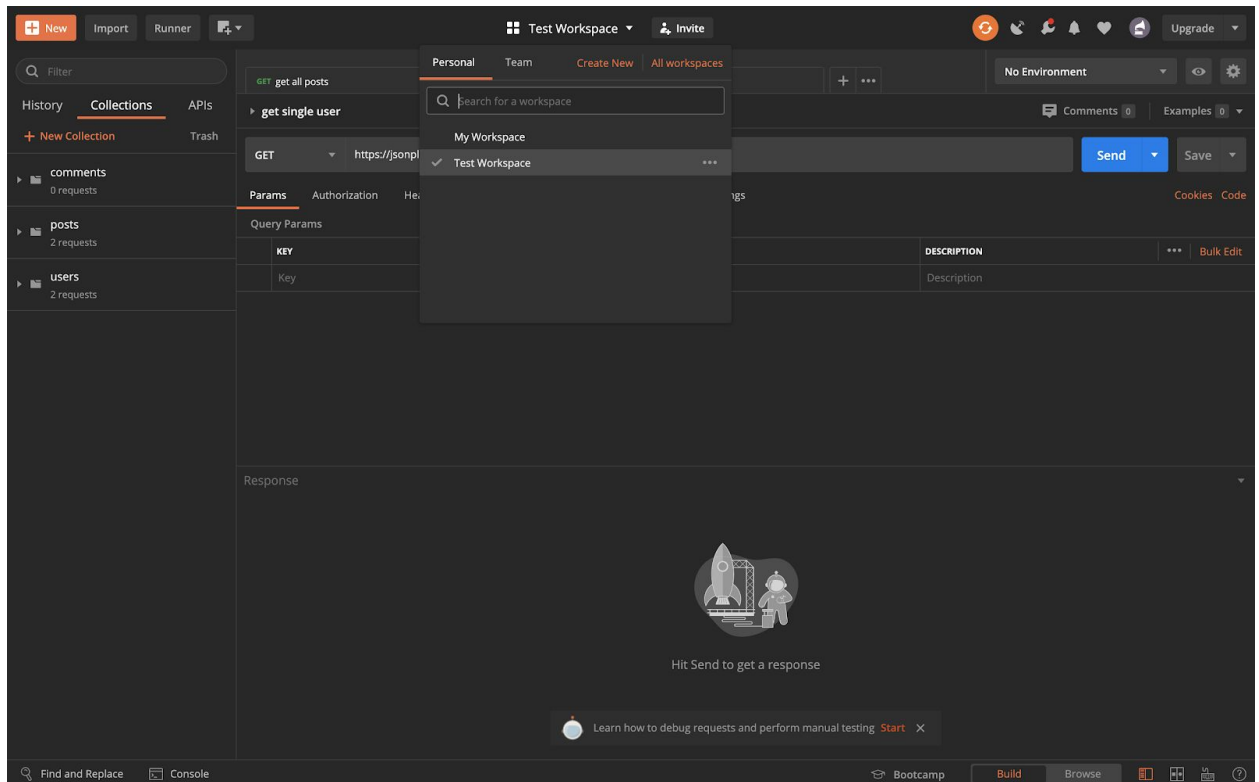 New Import Runner Test Workspace Invite Upgrade
Filter
Personal Team Create New All workspaces
No Environment
GET get all posts
Search for a workspace
History Collections APIs
get single user
Comments 0 Examples 0
+ New Collection Trash
My Workspace
GET https://jsonpl
Test Workspace
Send Save
comments
0 requests
Params Authorization Hea ngs Cookies Code
posts
2 requests
Query Params
KEY DESCRIPTION Bulk Edit
users
2 requests
Key Description
Response
Hit Send to get a response
Learn how to debug requests and perform manual testing Start
Find and Replace Console Bootcamp Build Browse